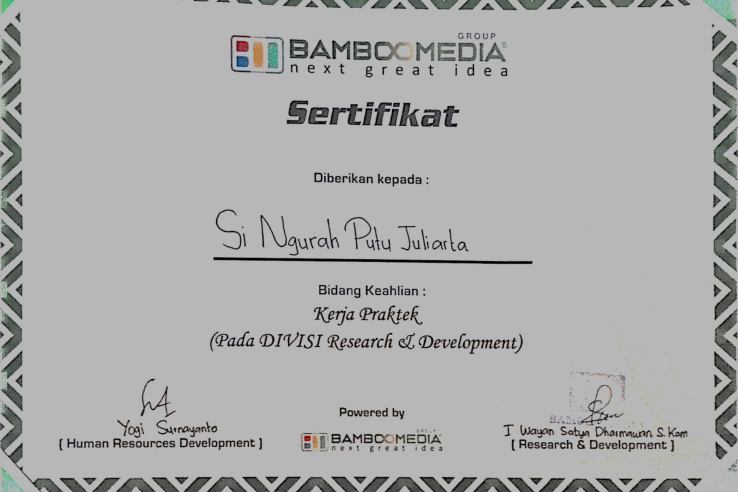 GROUP
BAMBOOMEDIA®
next great idea
Sertifikat
Diberikan kepada :
Si Ngurah Putu Juliarta
Bidang Keahlian :
Kerja Praktek
(Pada DIVISI Research & Development)
Yogi Surnayanto
[ Human Resources Development ]
Powered by
GROUP
BAMBOOMEDIA
next great idea
I Wayan Satya Dharmawan S.Kom
[ Research & Development ]